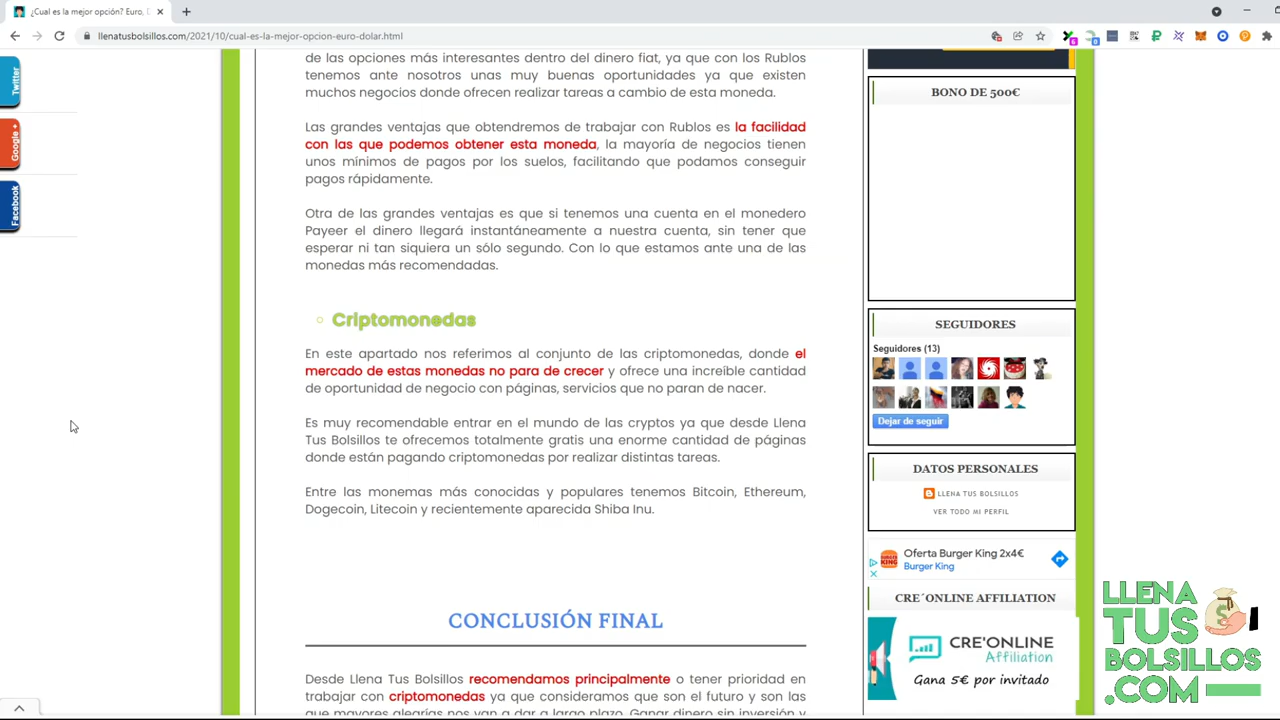 ¿Cual es la mejor opción? Euro, D
llenatusbolsillos.com/2021/10/cual-es-la-mejor-opcion-euro-dolar.html
Twitter
Google +
Facebook
de las opciones más interesantes dentro del dinero fiat, ya que con los Rublos
tenemos ante nosotros unas muy buenas oportunidades ya que existen
muchos negocios donde ofrecen realizar tareas a cambio de esta moneda.
Las grandes ventajas que obtendremos de trabajar con Rublos es la facilidad
con las que podemos obtener esta moneda, la mayoría de negocios tienen
unos mínimos de pagos por los suelos, facilitando que podamos conseguir
pagos rápidamente.
Otra de las grandes ventajas es que si tenemos una cuenta en el monedero
Payeer el dinero llegará instantáneamente a nuestra cuenta, sin tener que
esperar ni tan siquiera un sólo segundo. Con lo que estamos ante una de las
monedas más recomendadas.
Criptomonedas
En este apartado nos referimos al conjunto de las criptomonedas, donde el
mercado de estas monedas no para de crecer y ofrece una increíble cantidad
de oportunidad de negocio con páginas, servicios que no paran de nacer.
Es muy recomendable entrar en el mundo de las cryptos ya que desde Llena
Tus Bolsillos te ofrecemos totalmente gratis una enorme cantidad de páginas
donde están pagando criptomonedas por realizar distintas tareas.
Entre las monemas más conocidas y populares tenemos Bitcoin, Ethereum,
Dogecoin, Litecoin y recientemente aparecida Shiba Inu.
CONCLUSIÓN FINAL
Desde Llena Tus Bolsillos recomendamos principalmente o tener prioridad en
trabajar con criptomonedas ya que consideramos que son el futuro y son las
que mayores alegrías nos van a dar a largo plazo. Ganar dinero sin inversión y
BONO DE 500€
SEGUIDORES
Seguidores (13)
Dejar de seguir
DATOS PERSONALES
LLENA TUS BOLSILLOS
VER TODO MI PERFIL
BURGER KING
Oferta Burger King 2x4€
Burger King
CRE´ONLINE AFFILIATION
CRE'ONLINE
Affiliation
Gana 5€ por invitado
LLENA
TUS
BOLSILLOS
.COM